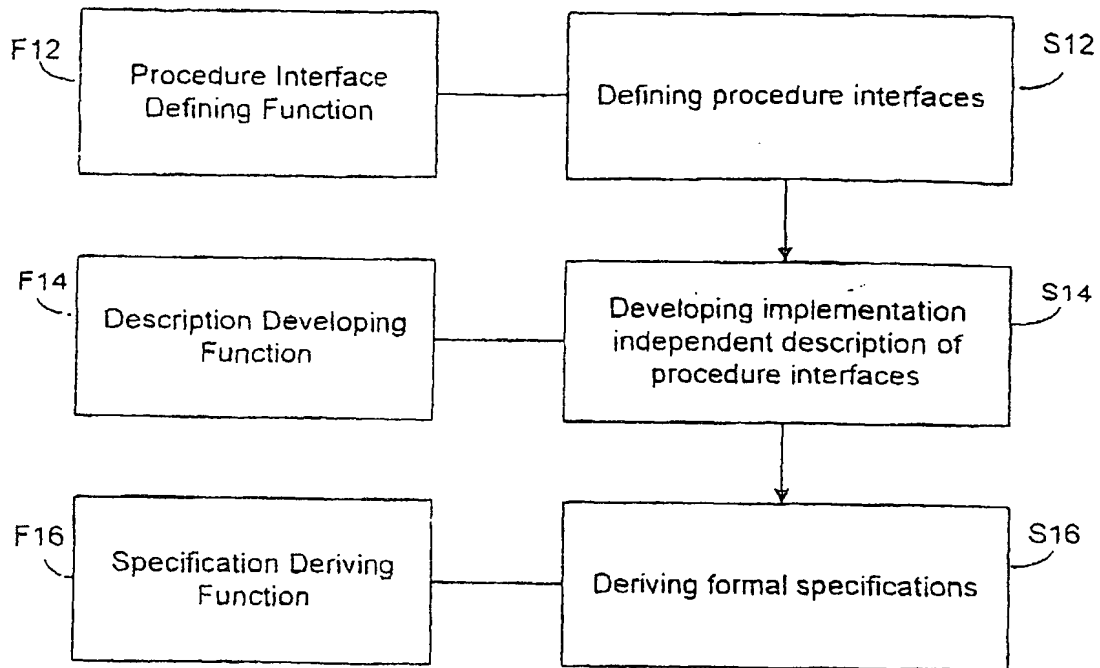 F12
Procedure Interface
Defining Function
Defining procedure interfaces
S12
F14
Description Developing
Function
Developing implementation
independent description of
procedure interfaces
S14
F16
Specification Deriving
Function
Deriving formal specifications
S16